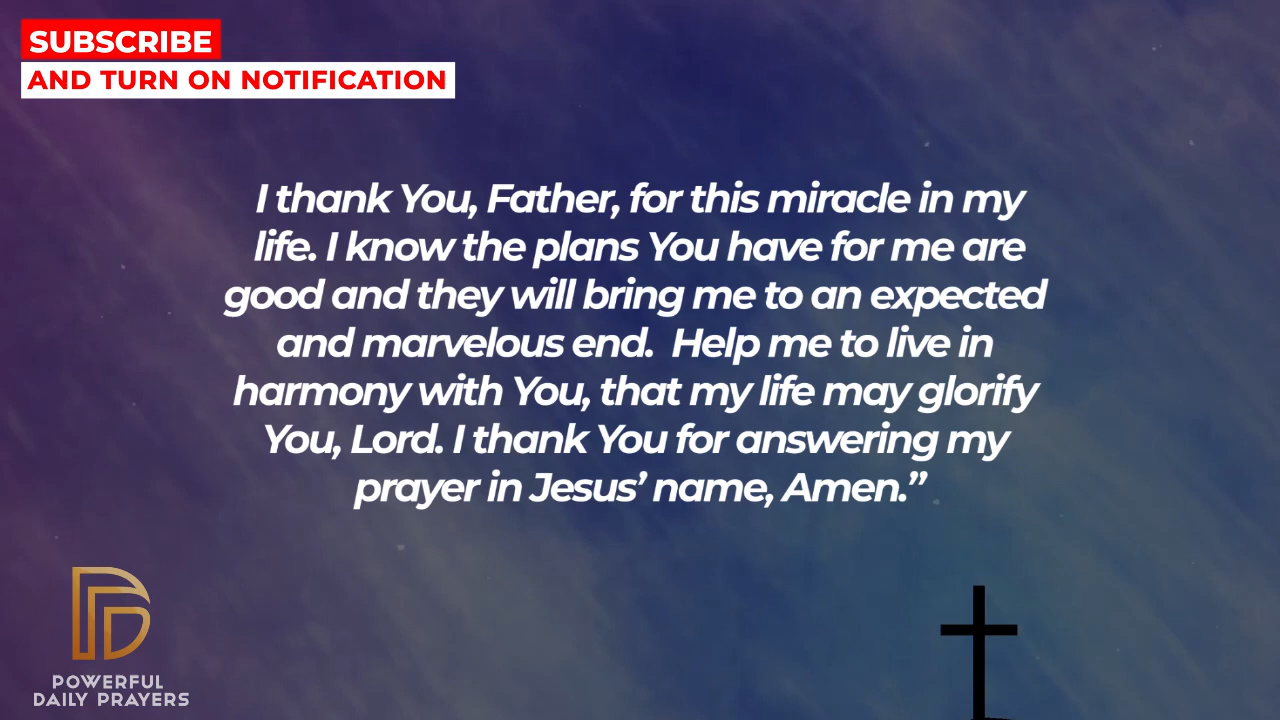 SUBSCRIBE
AND TURN ON NOTIFICATION
I thank You, Father, for this miracle in my
life. I know the plans You have for me are
good and they will bring me to an expected
and marvelous end.  Help me to live in
harmony with You, that my life may glorify
You, Lord. I thank You for answering my
prayer in Jesus’ name, Amen.”
POWERFUL
DAILY PRAYERS